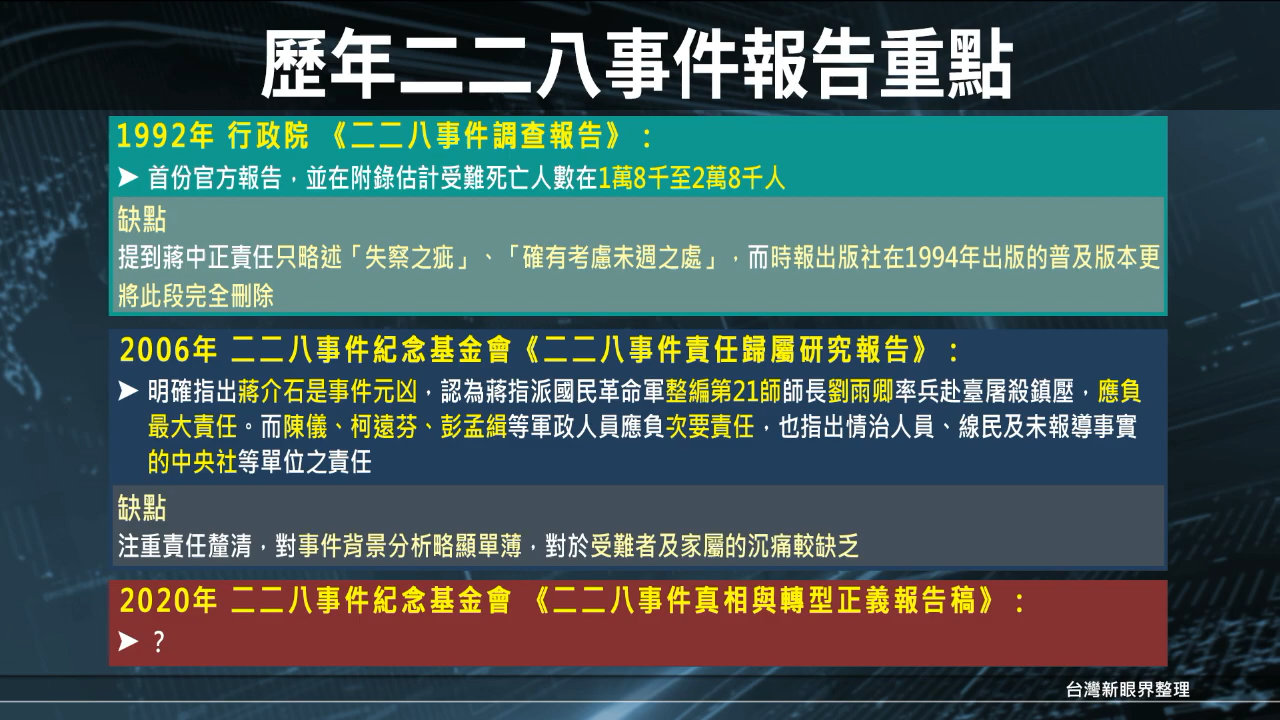 歷年二二八事件報告重點
1992年 行政院 《二二八事件調查報告》：
➤ 首份官方報告，並在附錄估計受難死亡人數在1萬8千至2萬8千人
缺點
提到蔣中正責任只略述「失察之疵」、「確有考慮未週之處」，而時報出版社在1994年出版的普及版本更
將此段完全刪除
2006年 二二八事件紀念基金會《二二八事件責任歸屬研究報告》：
➤ 明確指出蔣介石是事件元凶，認為蔣指派國民革命軍整編第21師師長劉雨卿率兵赴臺屠殺鎮壓，應負
最大責任。而陳儀、柯遠芬、彭孟緝等軍政人員應負次要責任，也指出情治人員、線民及未報導事實
的中央社等單位之責任
缺點
注重責任釐清，對事件背景分析略顯單薄，對於受難者及家屬的沉痛較缺乏
2020年 二二八事件紀念基金會 《二二八事件真相與轉型正義報告稿》：
➤ ？
台灣新眼界整理